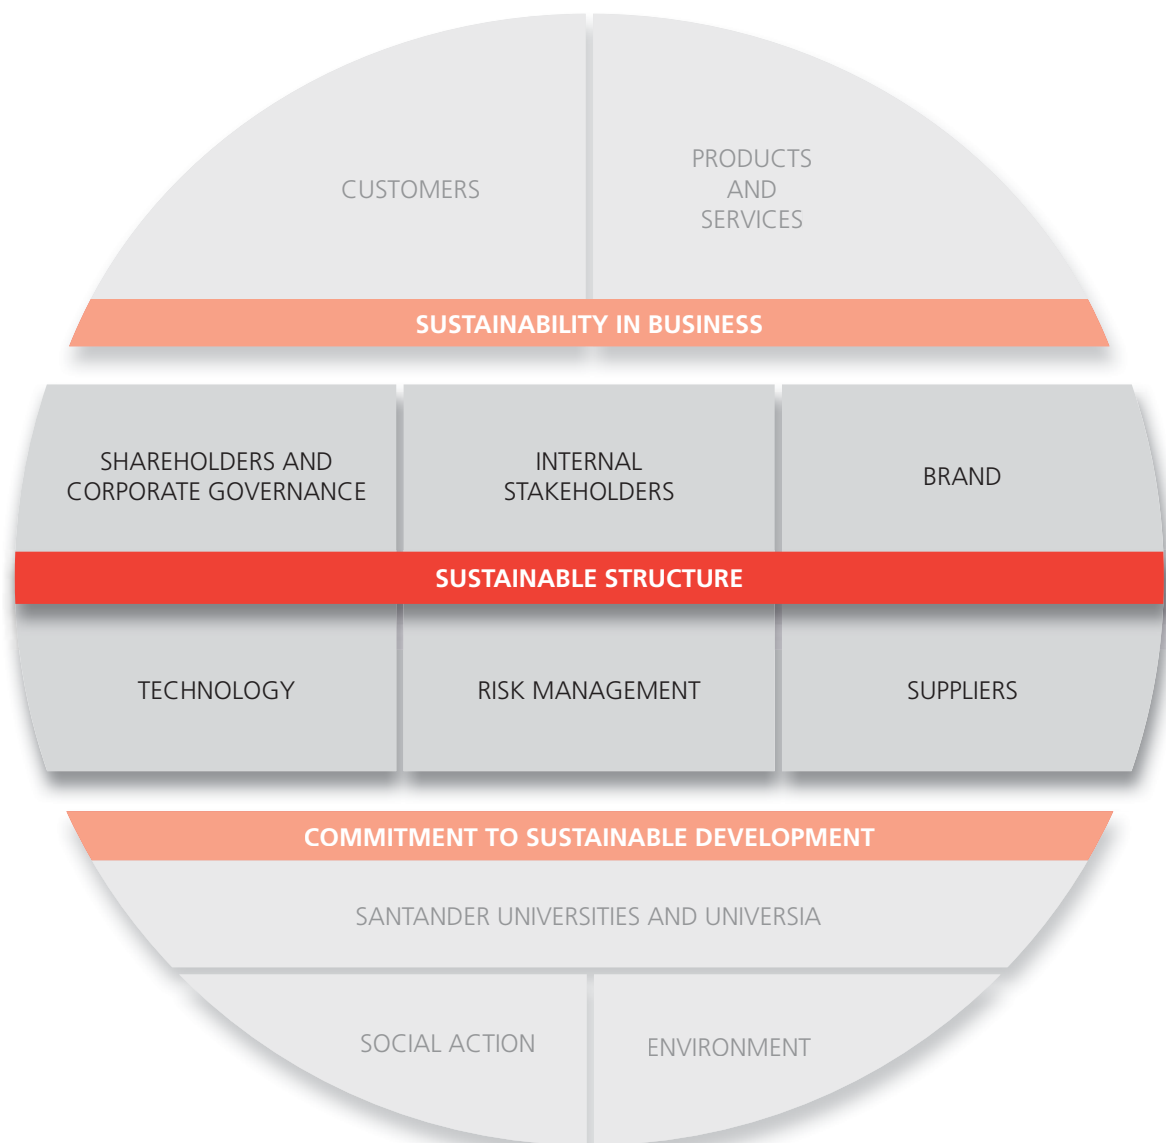 CUSTOMERS
PRODUCTS
AND
SERVICES
SUSTAINABILITY IN BUSINESS
SHAREHOLDERS AND
CORPORATE GOVERNANCE
INTERNAL
STAKEHOLDERS
BRAND
SUSTAINABLE STRUCTURE
TECHNOLOGY
RISK MANAGEMENT
SUPPLIERS
COMMITMENT TO SUSTAINABLE DEVELOPMENT
SANTANDER UNIVERSITIES AND UNIVERSIA
SOCIAL ACTION
ENVIRONMENT